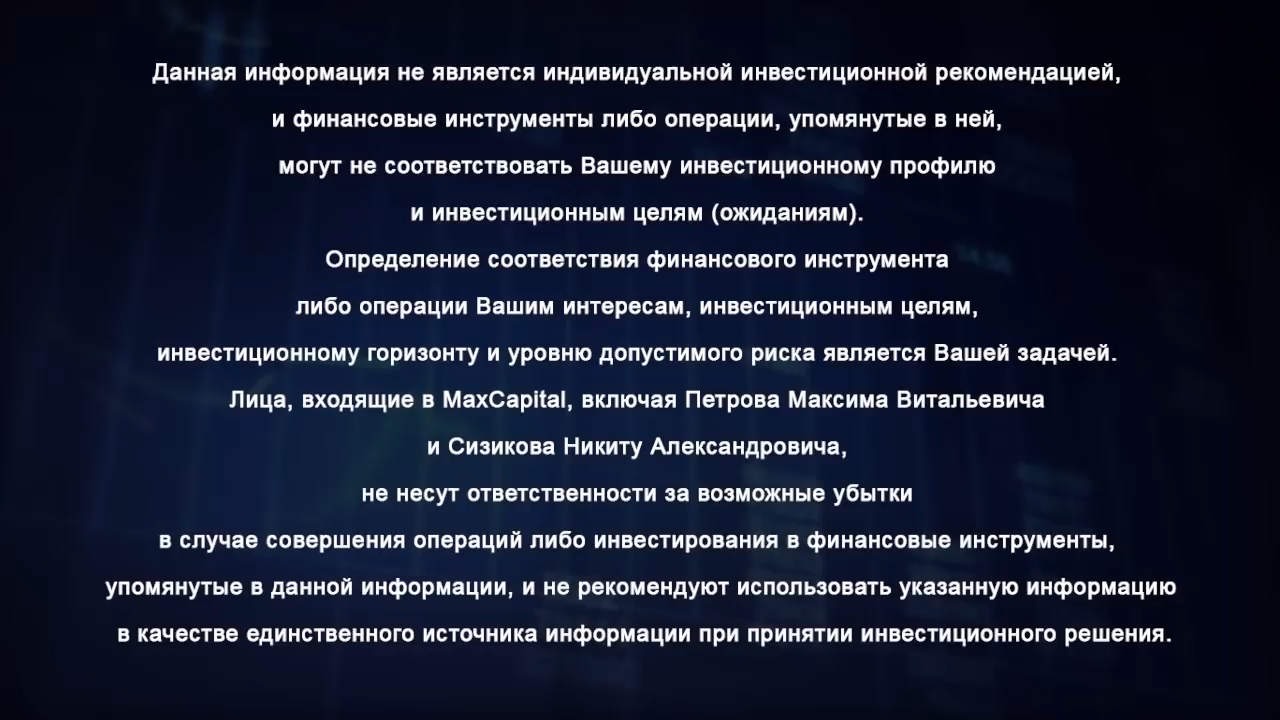 Данная информация не является индивидуальной инвестиционной рекомендацией,
и финансовые инструменты либо операции, упомянутые в ней,
могут не соответствовать Вашему инвестиционному профилю
и инвестиционным целям (ожиданиям).
Определение соответствия финансового инструмента
либо операции Вашим интересам, инвестиционным целям,
инвестиционному горизонту и уровню допустимого риска является Вашей задачей.
Лица, входящие в MaxCapital, включая Петрова Максима Витальевича
и Сизикова Никиту Александровича,
не несут ответственности за возможные убытки
в случае совершения операций либо инвестирования в финансовые инструменты,
упомянутые в данной информации, и не рекомендуют использовать указанную информацию
в качестве единственного источника информации при принятии инвестиционного решения.